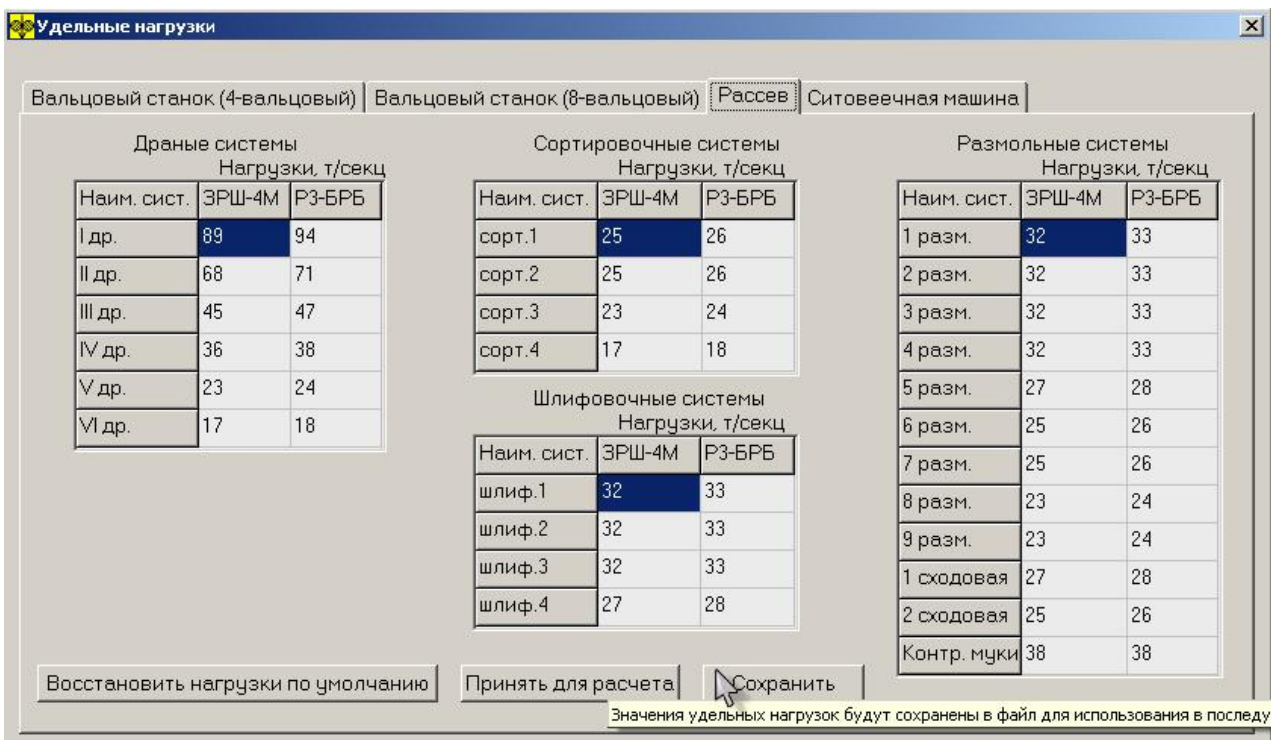 Удельные нагрузки
Вальцовый станок (4-вальцовый) Вальцовый станок (8-вальцовый) Рассев Ситовеечная машина
Драные системы
Нагрузки, т/секц
Наим. сист. ЗРШ-4М РЗ-БРБ
I др. 89 94
II др. 68 71
III др. 45 47
IV др. 36 38
V др. 23 24
VI др. 17 18
Сортировочные системы
Нагрузки, т/секц
Наим. сист. ЗРШ-4М РЗ-БРБ
сорт.1 25 26
сорт.2 25 26
сорт.3 23 24
сорт.4 17 18
Шлифовочные системы
Нагрузки, т/секц
Наим. сист. ЗРШ-4М РЗ-БРБ
шлиф.1 32 33
шлиф.2 32 33
шлиф.3 32 33
шлиф.4 27 28
Размольные системы
Нагрузки, т/секц
Наим. сист. ЗРШ-4М РЗ-БРБ
1 разм. 32 33
2 разм. 32 33
3 разм. 32 33
4 разм. 32 33
5 разм. 27 28
6 разм. 25 26
7 разм. 25 26
8 разм. 23 24
9 разм. 23 24
1 сходовая 27 28
2 сходовая 25 26
Контр. муки 38 38
Восстановить нагрузки по умолчанию Принять для расчета Сохранить
Значения удельных нагрузок будут сохранены в файл для использования в последу